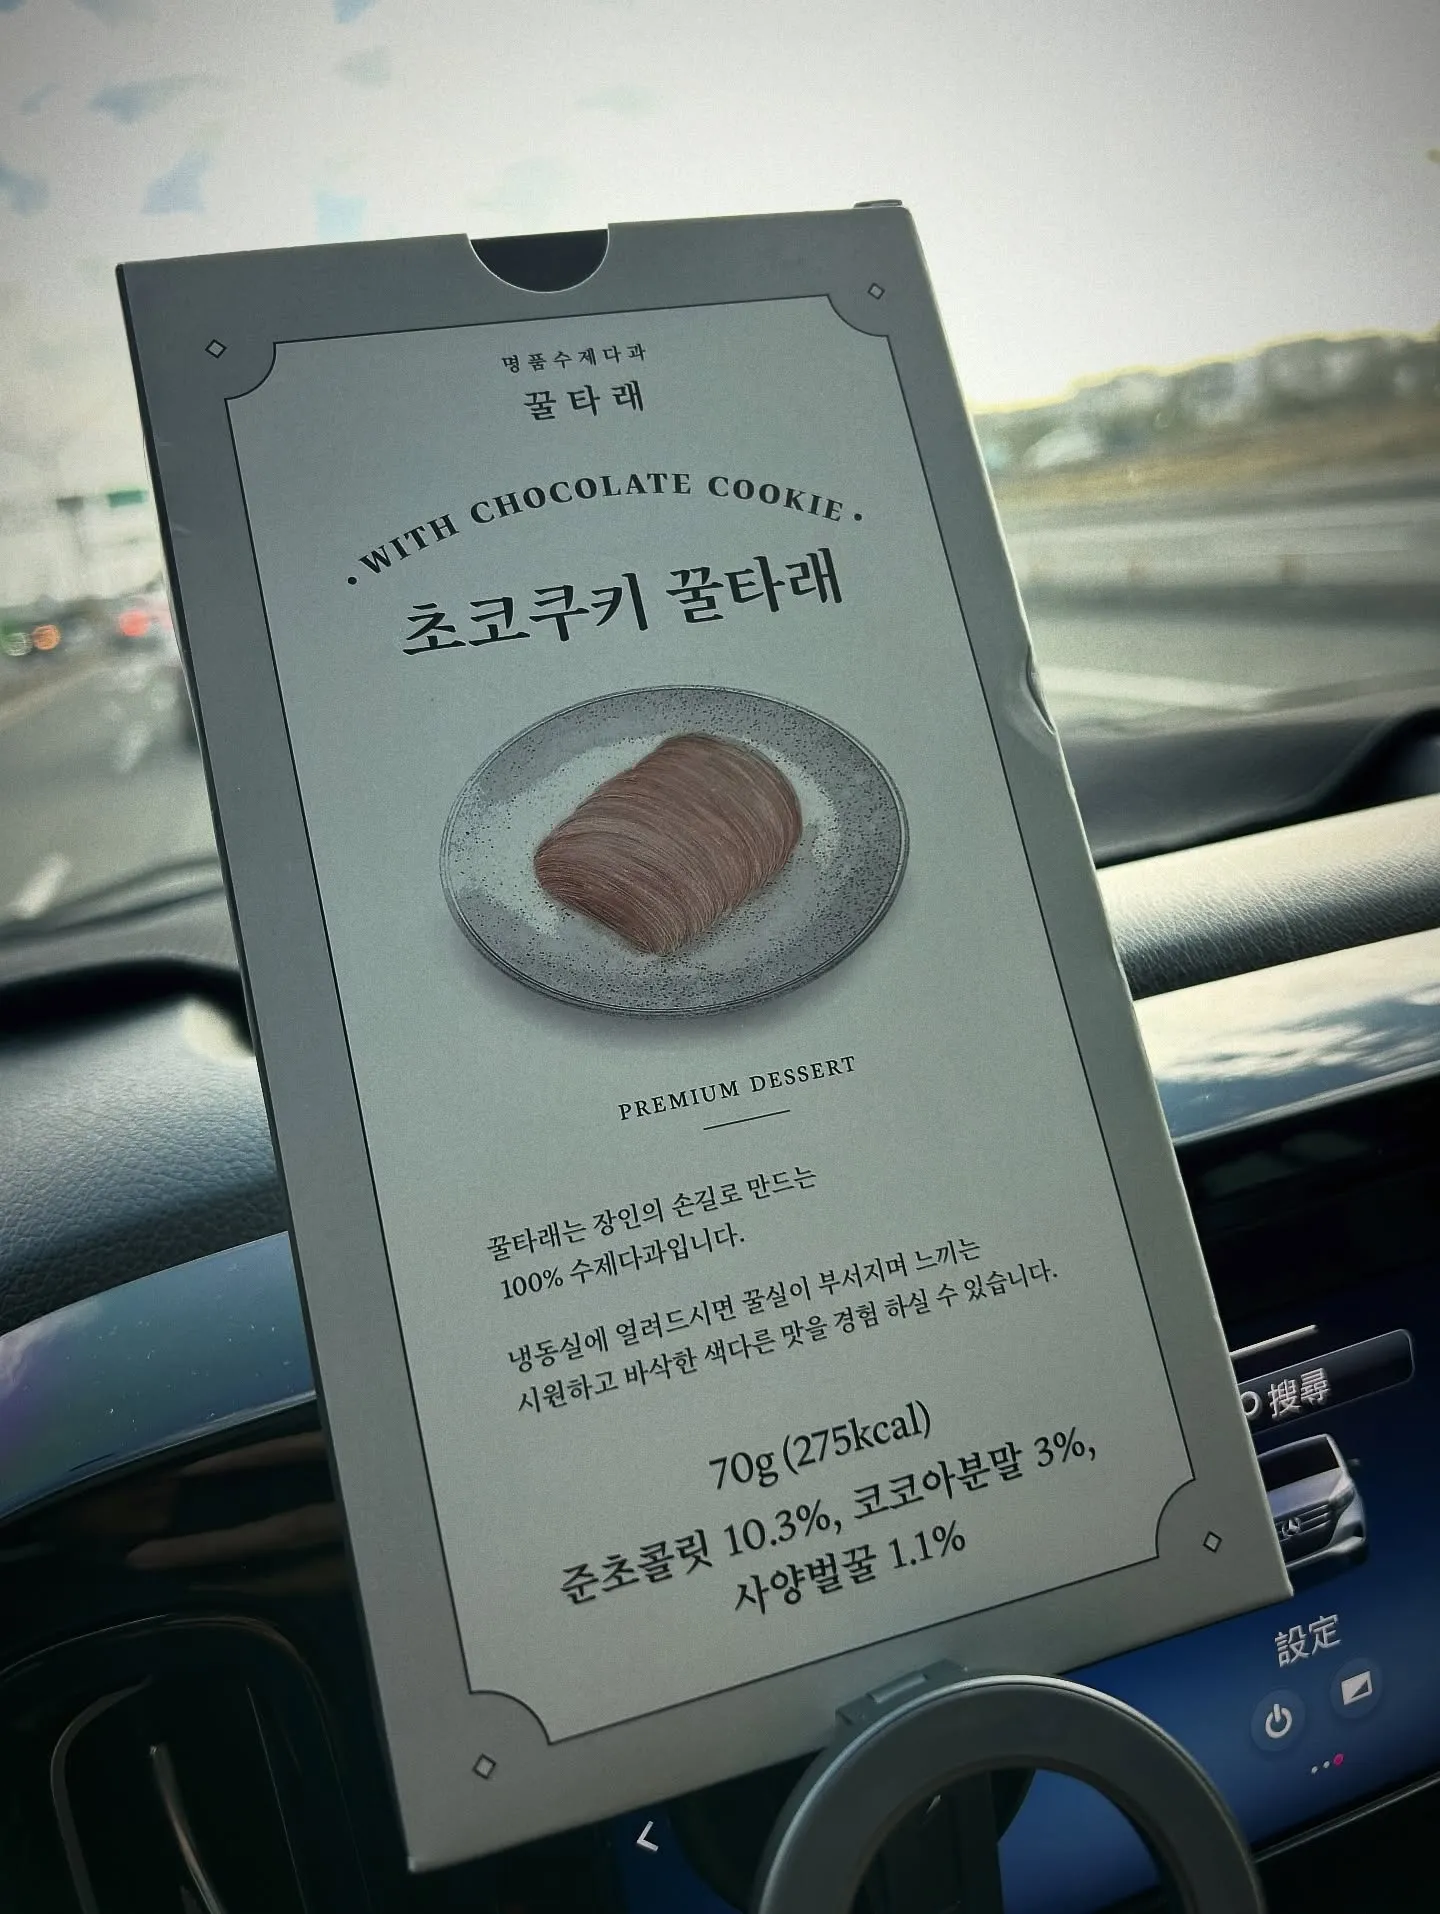 명품수제다과
꿀타래
• WITH CHOCOLATE COOKIE •
초코쿠키 꿀타래
PREMIUM DESSERT
꿀타래는 장인의 손길로 만드는
100% 수제다과입니다.
냉동실에 얼려드시면 꿀실이 부서지며 느끼는
시원하고 바삭한 색다른 맛을 경험 하실 수 있습니다.
70g (275kcal)
준초콜릿 10.3%, 코코아분말 3%,
사양벌꿀 1.1%
搜尋
設定